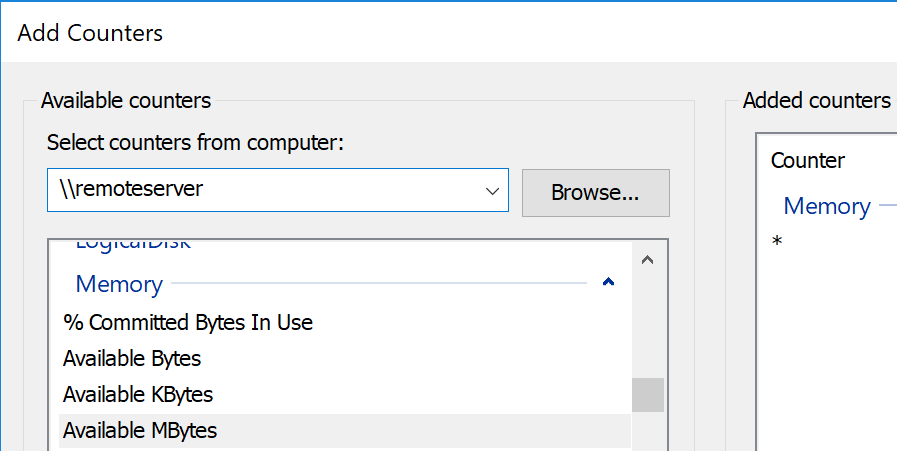 Add Counters
Available counters
Select counters from computer:
\\remoteserver
Browse...
LogicalDisk
Memory
% Committed Bytes In Use
Available Bytes
Available KBytes
Available MBytes
Added counters
Counter
Memory
*